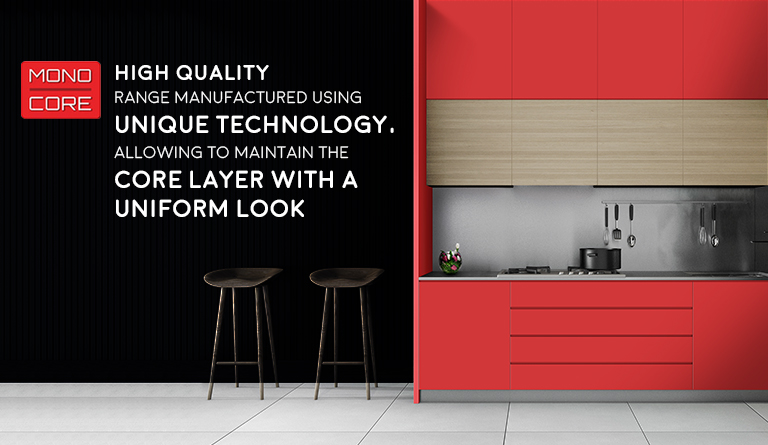 MONO
CORE
HIGH QUALITY
RANGE MANUFACTURED USING
UNIQUE TECHNOLOGY.
ALLOWING TO MAINTAIN THE
CORE LAYER WITH A
UNIFORM LOOK